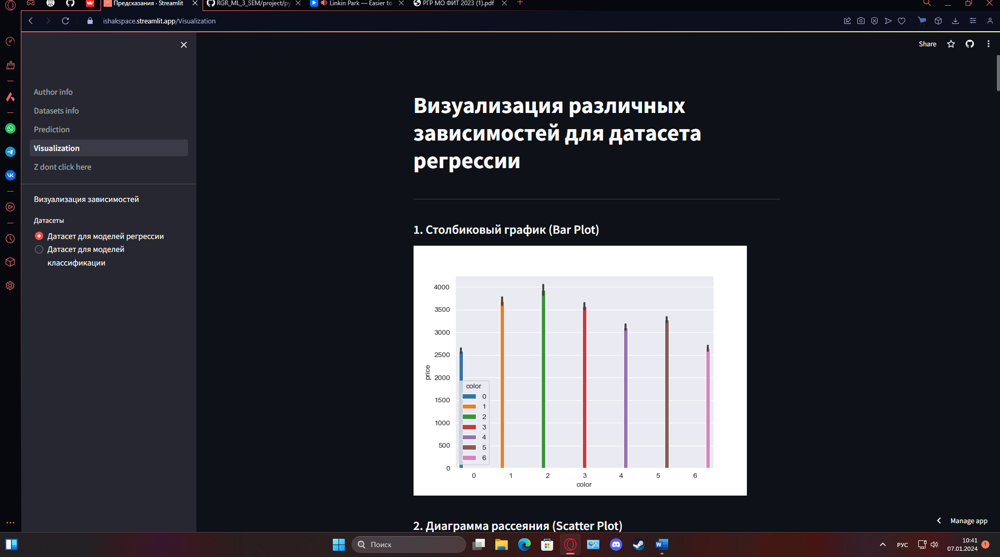 Предсказания · Streamlit
RGR_ML_3_SEM/project/py
Linkin Park — Easier to
РГР МО ФИТ 2023 (1).pdf
ishakspace.streamlit.app/Visualization
Share
Author info
Datasets info
Prediction
Visualization
Z dont click here
Визуализация зависимостей
Датасеты
Датасет для моделей регрессии
Датасет для моделей
классификации
Визуализация различных
зависимостей для датасета
регрессии
1. Столбиковый график (Bar Plot)
4000
3500
3000
2500
2000
1500
1000
500
0
price
color
0
1
2
3
4
5
6
0 1 2 3 4 5 6
color
2. Диаграмма рассеяния (Scatter Plot)
Manage app
Поиск
РУС
10:41
07.01.2024
1